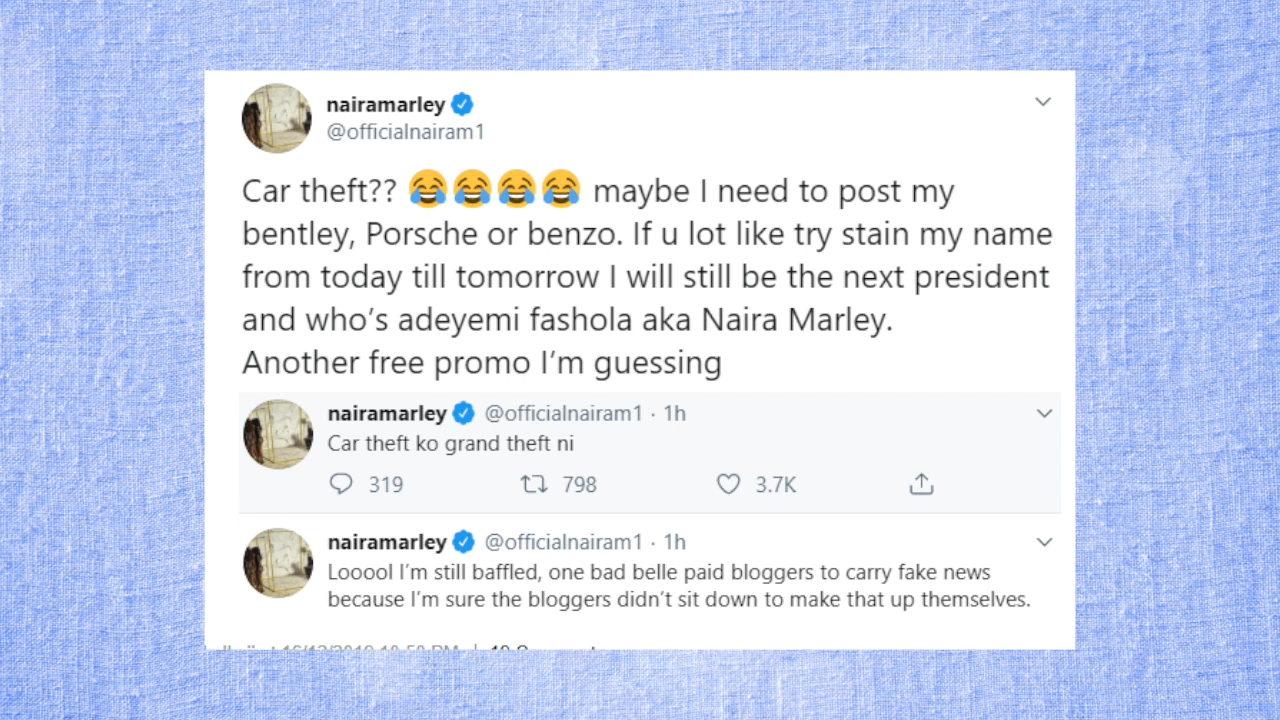 nairamarley
@officialnairam1
Car theft?? 😂😂😂😂 maybe I need to post my
bentley, Porsche or benzo. If u lot like try stain my name
from today till tomorrow I will still be the next president
and who’s adeyemi fashola aka Naira Marley.
Another free promo I’m guessing
nairamarley @officialnairam1 · 1h
Car theft ko grand theft ni
319 798 3.7K
nairamarley @officialnairam1 · 1h
Looool I’m still baffled, one bad belle paid bloggers to carry fake news
because I’m sure the bloggers didn’t sit down to make that up themselves.